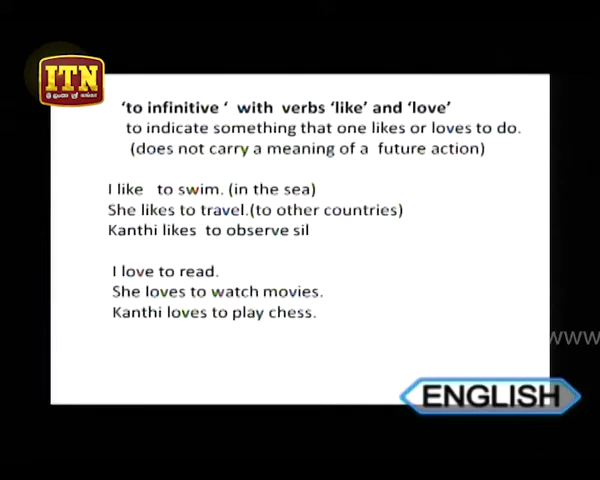 ITN
‘to infinitive ‘ with verbs ‘like’ and ‘love’
to indicate something that one likes or loves to do.
(does not carry a meaning of a future action)
I like to swim. (in the sea)
She likes to travel.(to other countries)
Kanthi likes to observe sil
I love to read.
She loves to watch movies.
Kanthi loves to play chess.
www
ENGLISH